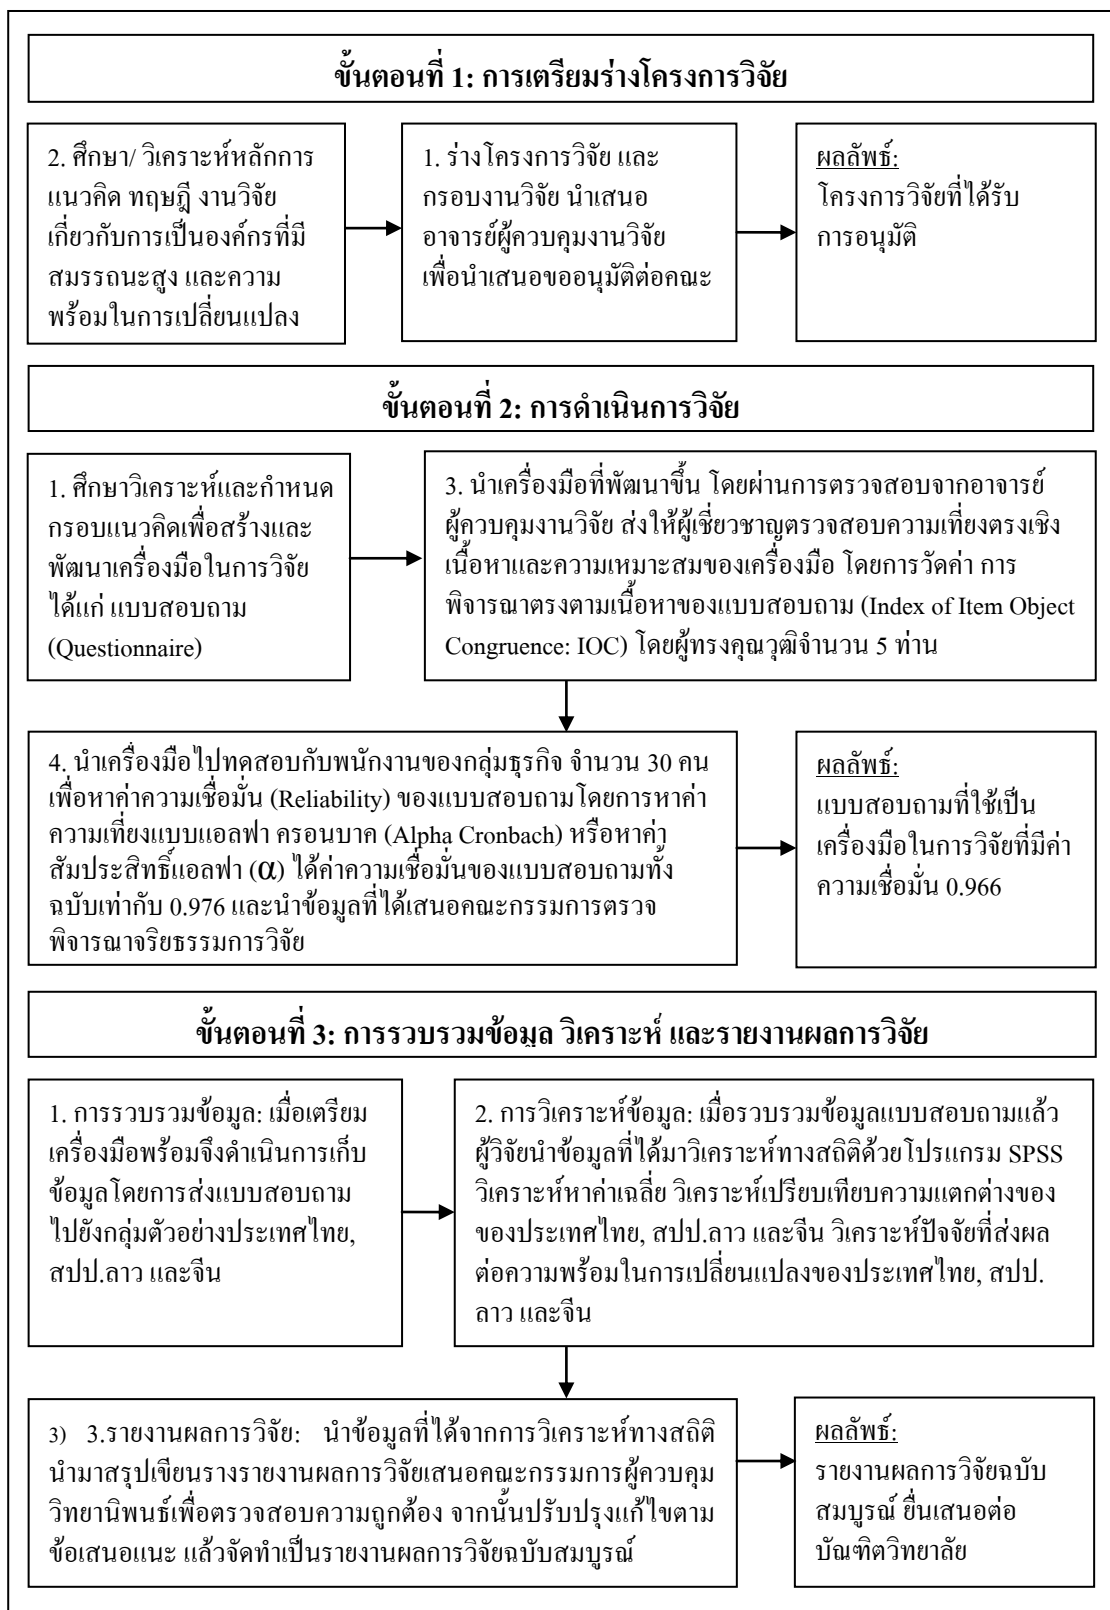 ขั้นตอนที่ 1: การเตรียมร่างโครงการวิจัย
2. ศึกษา/ วิเคราะห์หลักการ
แนวคิด ทฤษฎี งานวิจัย
เกี่ยวกับการเป็นองค์กรที่มี
สมรรถนะสูง และความ
พร้อมในการเปลี่ยนแปลง
1. ร่างโครงการวิจัย และ
กรอบงานวิจัย นำเสนอ
อาจารย์ผู้ควบคุมงานวิจัย
เพื่อนำเสนอขออนุมัติต่อคณะ
ผลลัพธ์:
โครงการวิจัยที่ได้รับ
การอนุมัติ
ขั้นตอนที่ 2: การดำเนินการวิจัย
1. ศึกษาวิเคราะห์และกำหนด
กรอบแนวคิดเพื่อสร้างและ
พัฒนาเครื่องมือในการวิจัย
ได้แก่ แบบสอบถาม
(Questionnaire)
3. นำเครื่องมือที่พัฒนาขึ้น โดยผ่านการตรวจสอบจากอาจารย์
ผู้ควบคุมงานวิจัย ส่งให้ผู้เชี่ยวชาญตรวจสอบความเที่ยงตรงเชิง
เนื้อหาและความเหมาะสมของเครื่องมือ โดยการวัดค่า การ
พิจารณาตรงตามเนื้อหาของแบบสอบถาม (Index of Item Object
Congruence: IOC) โดยผู้ทรงคุณวุฒิจำนวน 5 ท่าน
4. นำเครื่องมือไปทดสอบกับพนักงานของกลุ่มธุรกิจ จำนวน 30 คน
เพื่อหาค่าความเชื่อมั่น (Reliability) ของแบบสอบถามโดยการหาค่า
ความเที่ยงแบบแอลฟา ครอนบาค (Alpha Cronbach) หรือหาค่า
สัมประสิทธิ์แอลฟา (α) ได้ค่าความเชื่อมั่นของแบบสอบถามทั้ง
ฉบับเท่ากับ 0.976 และนำข้อมูลที่ได้เสนอคณะกรรมการตรวจ
พิจารณาจริยธรรมการวิจัย
ผลลัพธ์:
แบบสอบถามที่ใช้เป็น
เครื่องมือในการวิจัยที่มีค่า
ความเชื่อมั่น 0.966
ขั้นตอนที่ 3: การรวบรวมข้อมูล วิเคราะห์ และรายงานผลการวิจัย
1. การรวบรวมข้อมูล: เมื่อเตรียม
เครื่องมือพร้อมจึงดำเนินการเก็บ
ข้อมูลโดยการส่งแบบสอบถาม
ไปยังกลุ่มตัวอย่างประเทศไทย,
สปป.ลาว และจีน
2. การวิเคราะห์ข้อมูล: เมื่อรวบรวมข้อมูลแบบสอบถามแล้ว
ผู้วิจัยนำข้อมูลที่ได้มาวิเคราะห์ทางสถิติด้วยโปรแกรม SPSS
วิเคราะห์หาค่าเฉลี่ย วิเคราะห์เปรียบเทียบความแตกต่างของ
ของประเทศไทย, สปป.ลาว และจีน วิเคราะห์ปัจจัยที่ส่งผล
ต่อความพร้อมในการเปลี่ยนแปลงของประเทศไทย, สปป.
ลาว และจีน
3) 3.รายงานผลการวิจัย: นำข้อมูลที่ได้จากการวิเคราะห์ทางสถิติ
นำมาสรุปเขียนรางรายงานผลการวิจัยเสนอคณะกรรมการผู้ควบคุม
วิทยานิพนธ์เพื่อตรวจสอบความถูกต้อง จากนั้นปรับปรุงแก้ไขตาม
ข้อเสนอแนะ แล้วจัดทำเป็นรายงานผลการวิจัยฉบับสมบูรณ์
ผลลัพธ์:
รายงานผลการวิจัยฉบับ
สมบูรณ์ ยื่นเสนอต่อ
บัณฑิตวิทยาลัย